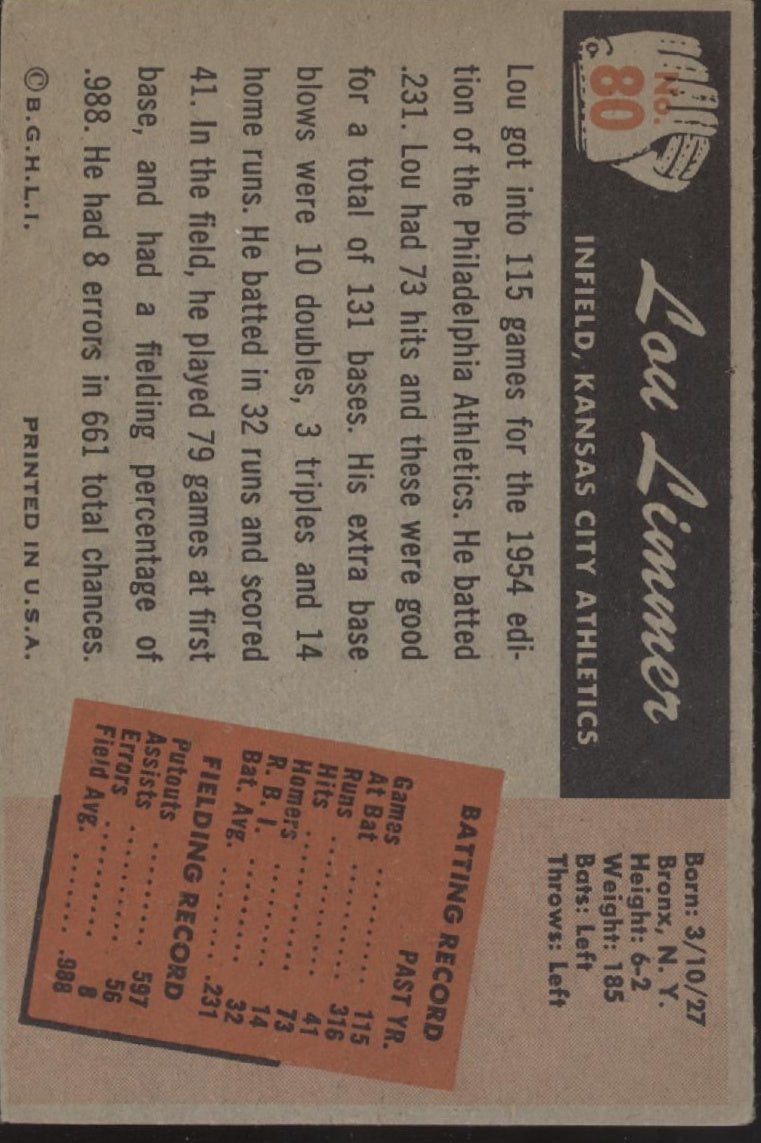 No.
80
Lou Limmer
INFIELD, KANSAS CITY ATHLETICS
Born: 3/10/27
Bronx, N. Y.
Height: 6-2
Weight: 185
Bats: Left
Throws: Left
Lou got into 115 games for the 1954 edi-
tion of the Philadelphia Athletics. He batted
.231. Lou had 73 hits and these were good
for a total of 131 bases. His extra base
blows were 10 doubles, 3 triples and 14
home runs. He batted in 32 runs and scored
41. In the field, he played 79 games at first
base, and had a fielding percentage of
.988. He had 8 errors in 661 total chances.
© B.G.H.L.I. PRINTED IN U.S.A.
BATTING RECORD
PAST YR.
Games .......... 115
At Bat .......... 316
Runs .......... 41
Hits .......... 73
Homers .......... 14
R. B. I. .......... 32
Bat. Avg. .......... .231
FIELDING RECORD
Putouts .......... 597
Assists .......... 56
Errors .......... 8
Field Avg. .......... .988